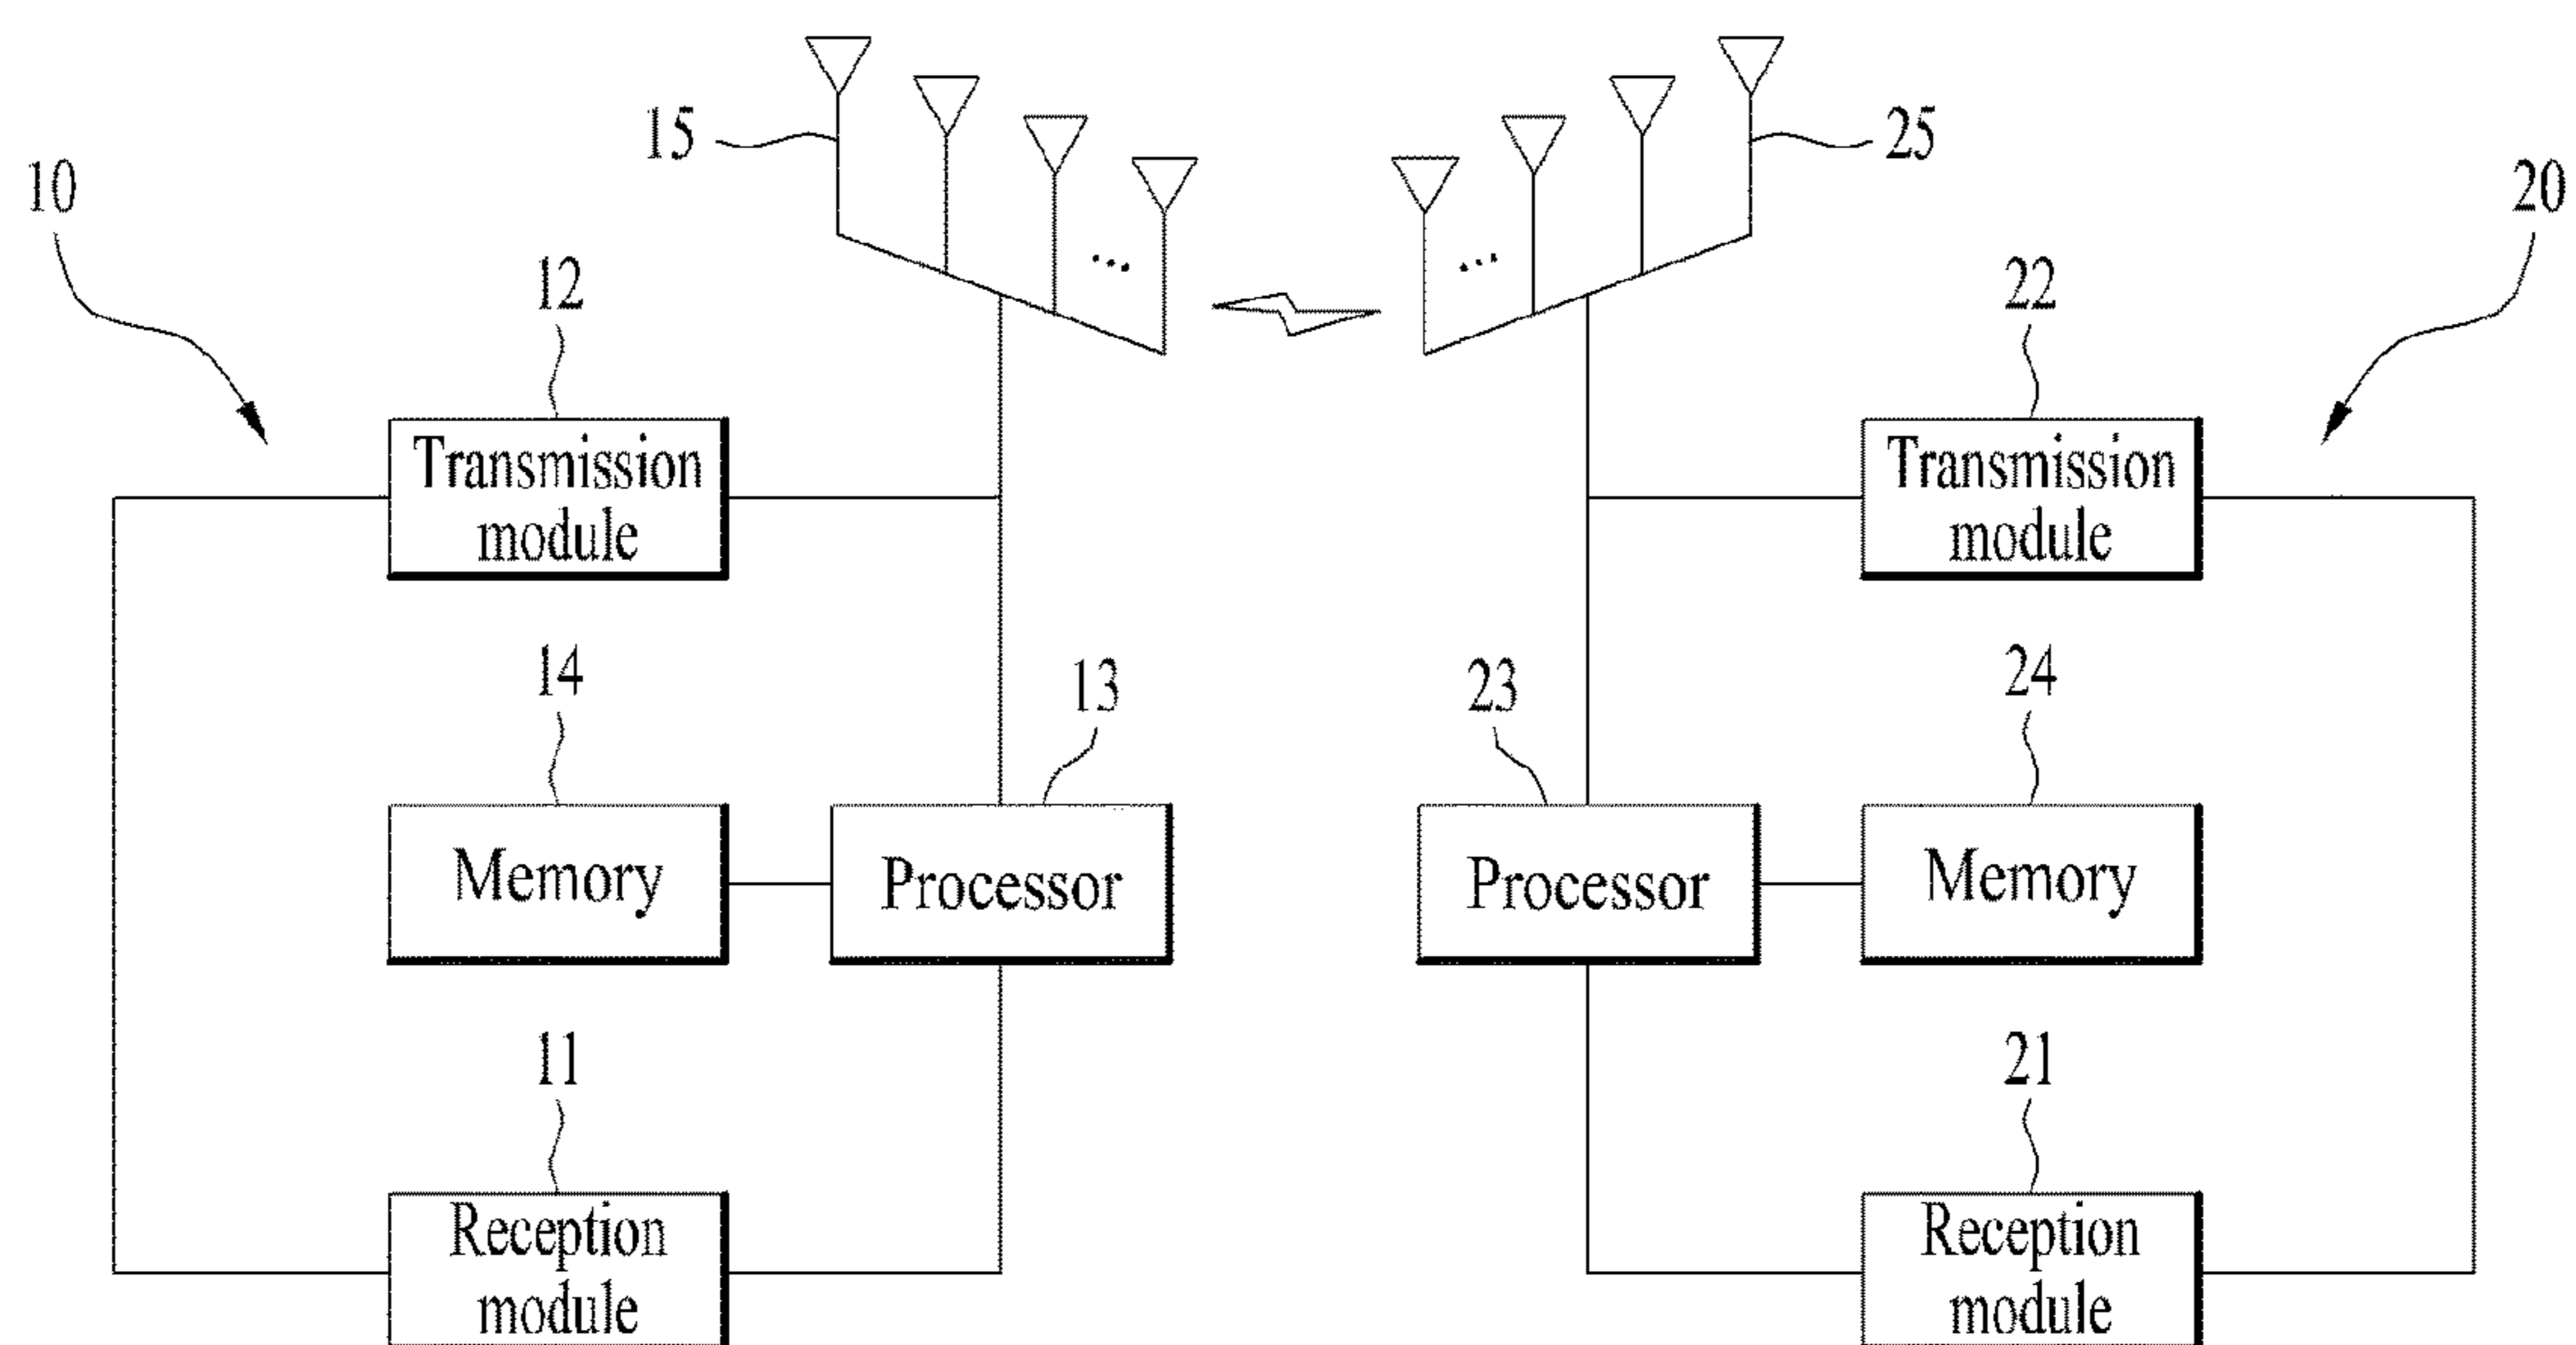 15
25
10
20
12
22
Transmission
module
Transmission
module
14
13
23
24
Memory
Processor
Processor
Memory
11
21
Reception
module
Reception
module